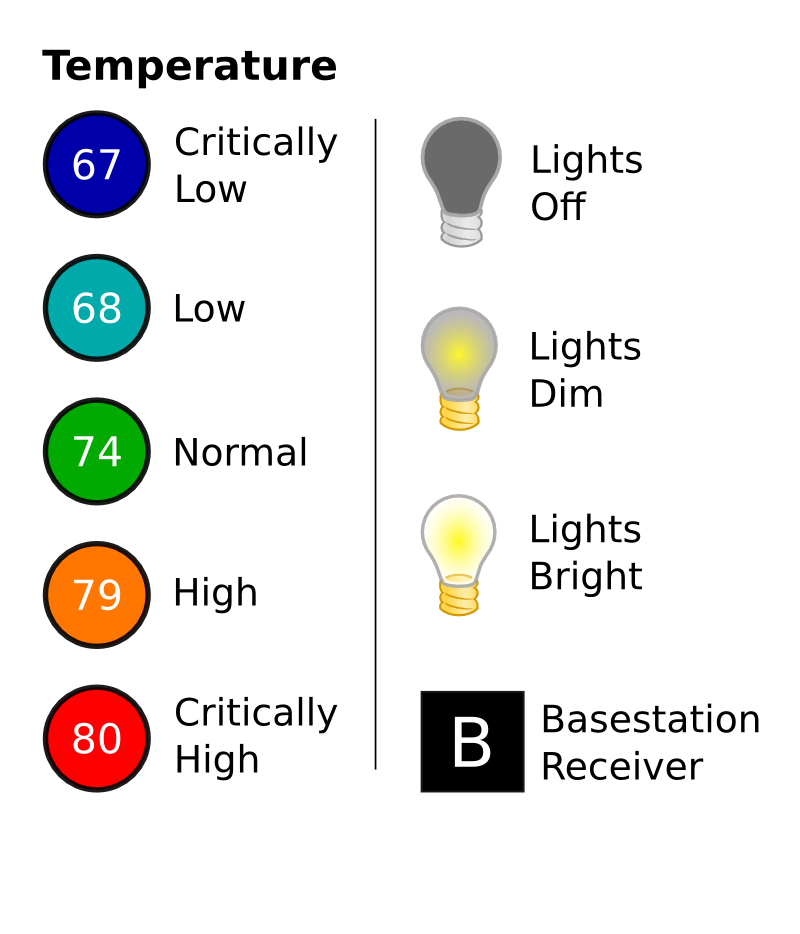 Temperature
67
Critically
Low
68
Low
74
Normal
79
High
80
Critically
High
Lights
Off
Lights
Dim
Lights
Bright
B
Basestation
Receiver